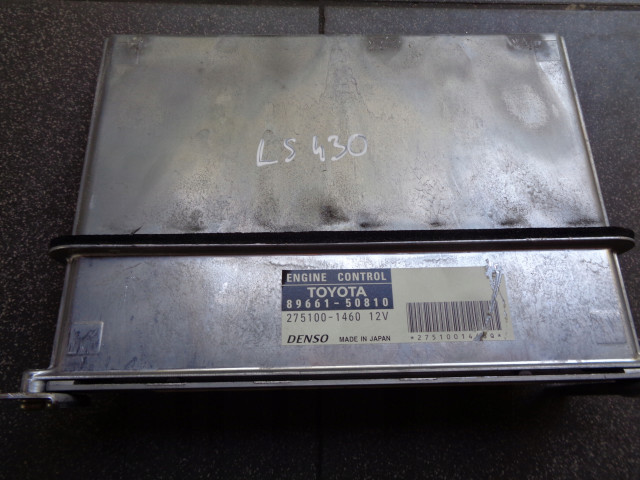 LS 430
ENGINE CONTROL
TOYOTA
89661-50810
275100-1460 12V
DENSO MADE IN JAPAN